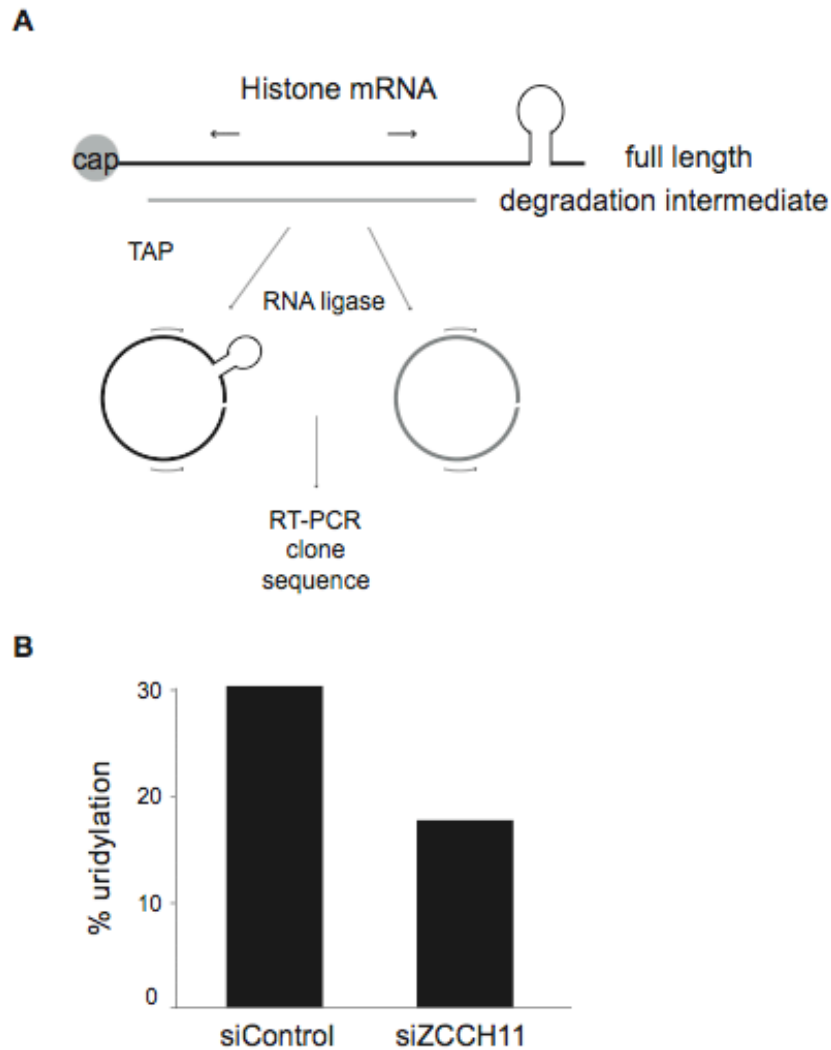 A
Histone mRNA
cap
full length
degradation intermediate
TAP
RNA ligase
RT-PCR
clone
sequence
B
% uridylation
30
20
10
0
siControl
siZCCH11